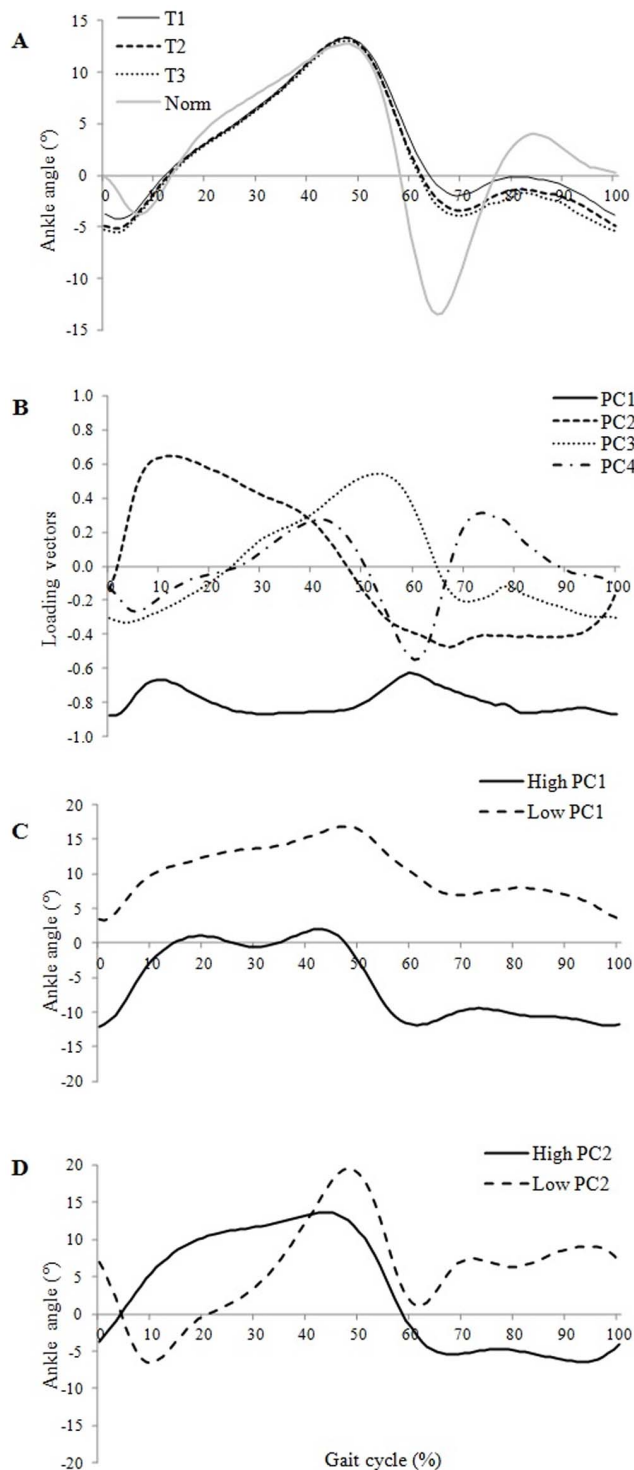 A
T1
T2
T3
Norm
Ankle angle (°)
15
10
5
0
-5
-10
-15
0 10 20 30 40 50 60 70 80 90 100
B
PC1
PC2
PC3
PC4
Loading vectors
1.0
0.8
0.6
0.4
0.2
0.0
-0.2
-0.4
-0.6
-0.8
-1.0
0 10 20 30 40 50 60 70 80 90 100
C
High PC1
Low PC1
Ankle angle (°)
20
15
10
5
0
-5
-10
-15
-20
0 10 20 30 40 50 60 70 80 90 100
D
High PC2
Low PC2
Ankle angle (°)
20
15
10
5
0
-5
-10
-15
-20
0 10 20 30 40 50 60 70 80 90 100
Gait cycle (%)